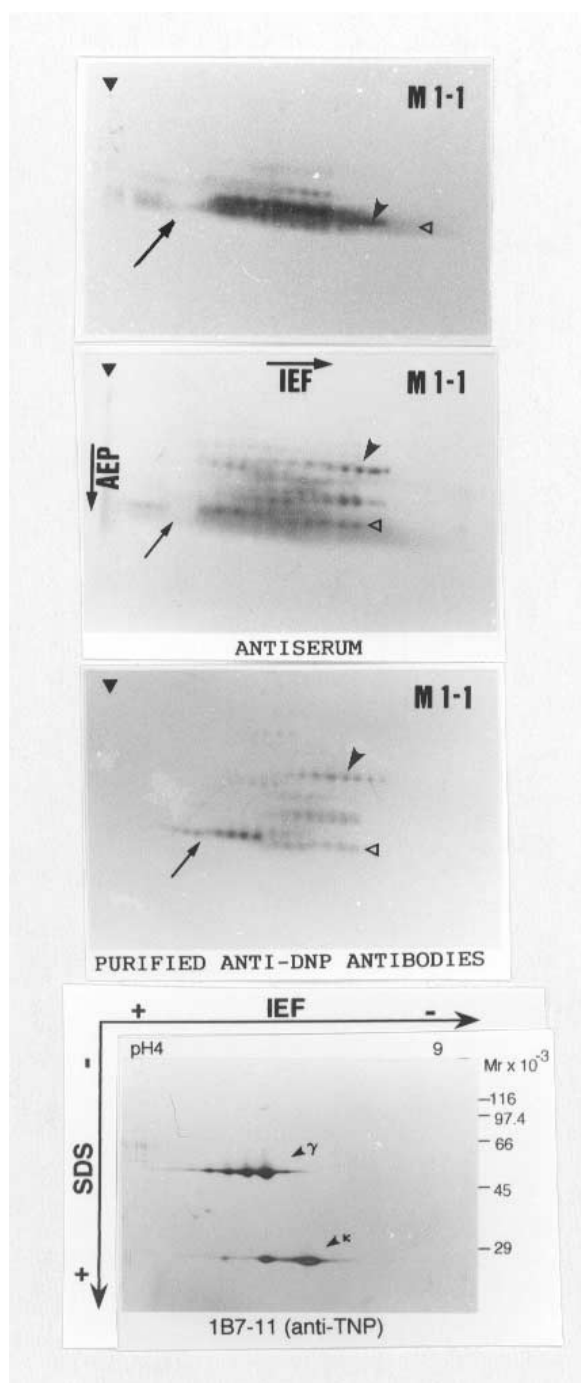 M 1-1
IEF
M 1-1
AEP
ANTISERUM
M 1-1
PURIFIED ANTI-DNP ANTIBODIES
+ IEF -
pH4 9
Mr x 10⁻³
-
SDS
+
116
97.4
66
γ
45
κ
29
1B7-11 (anti-TNP)